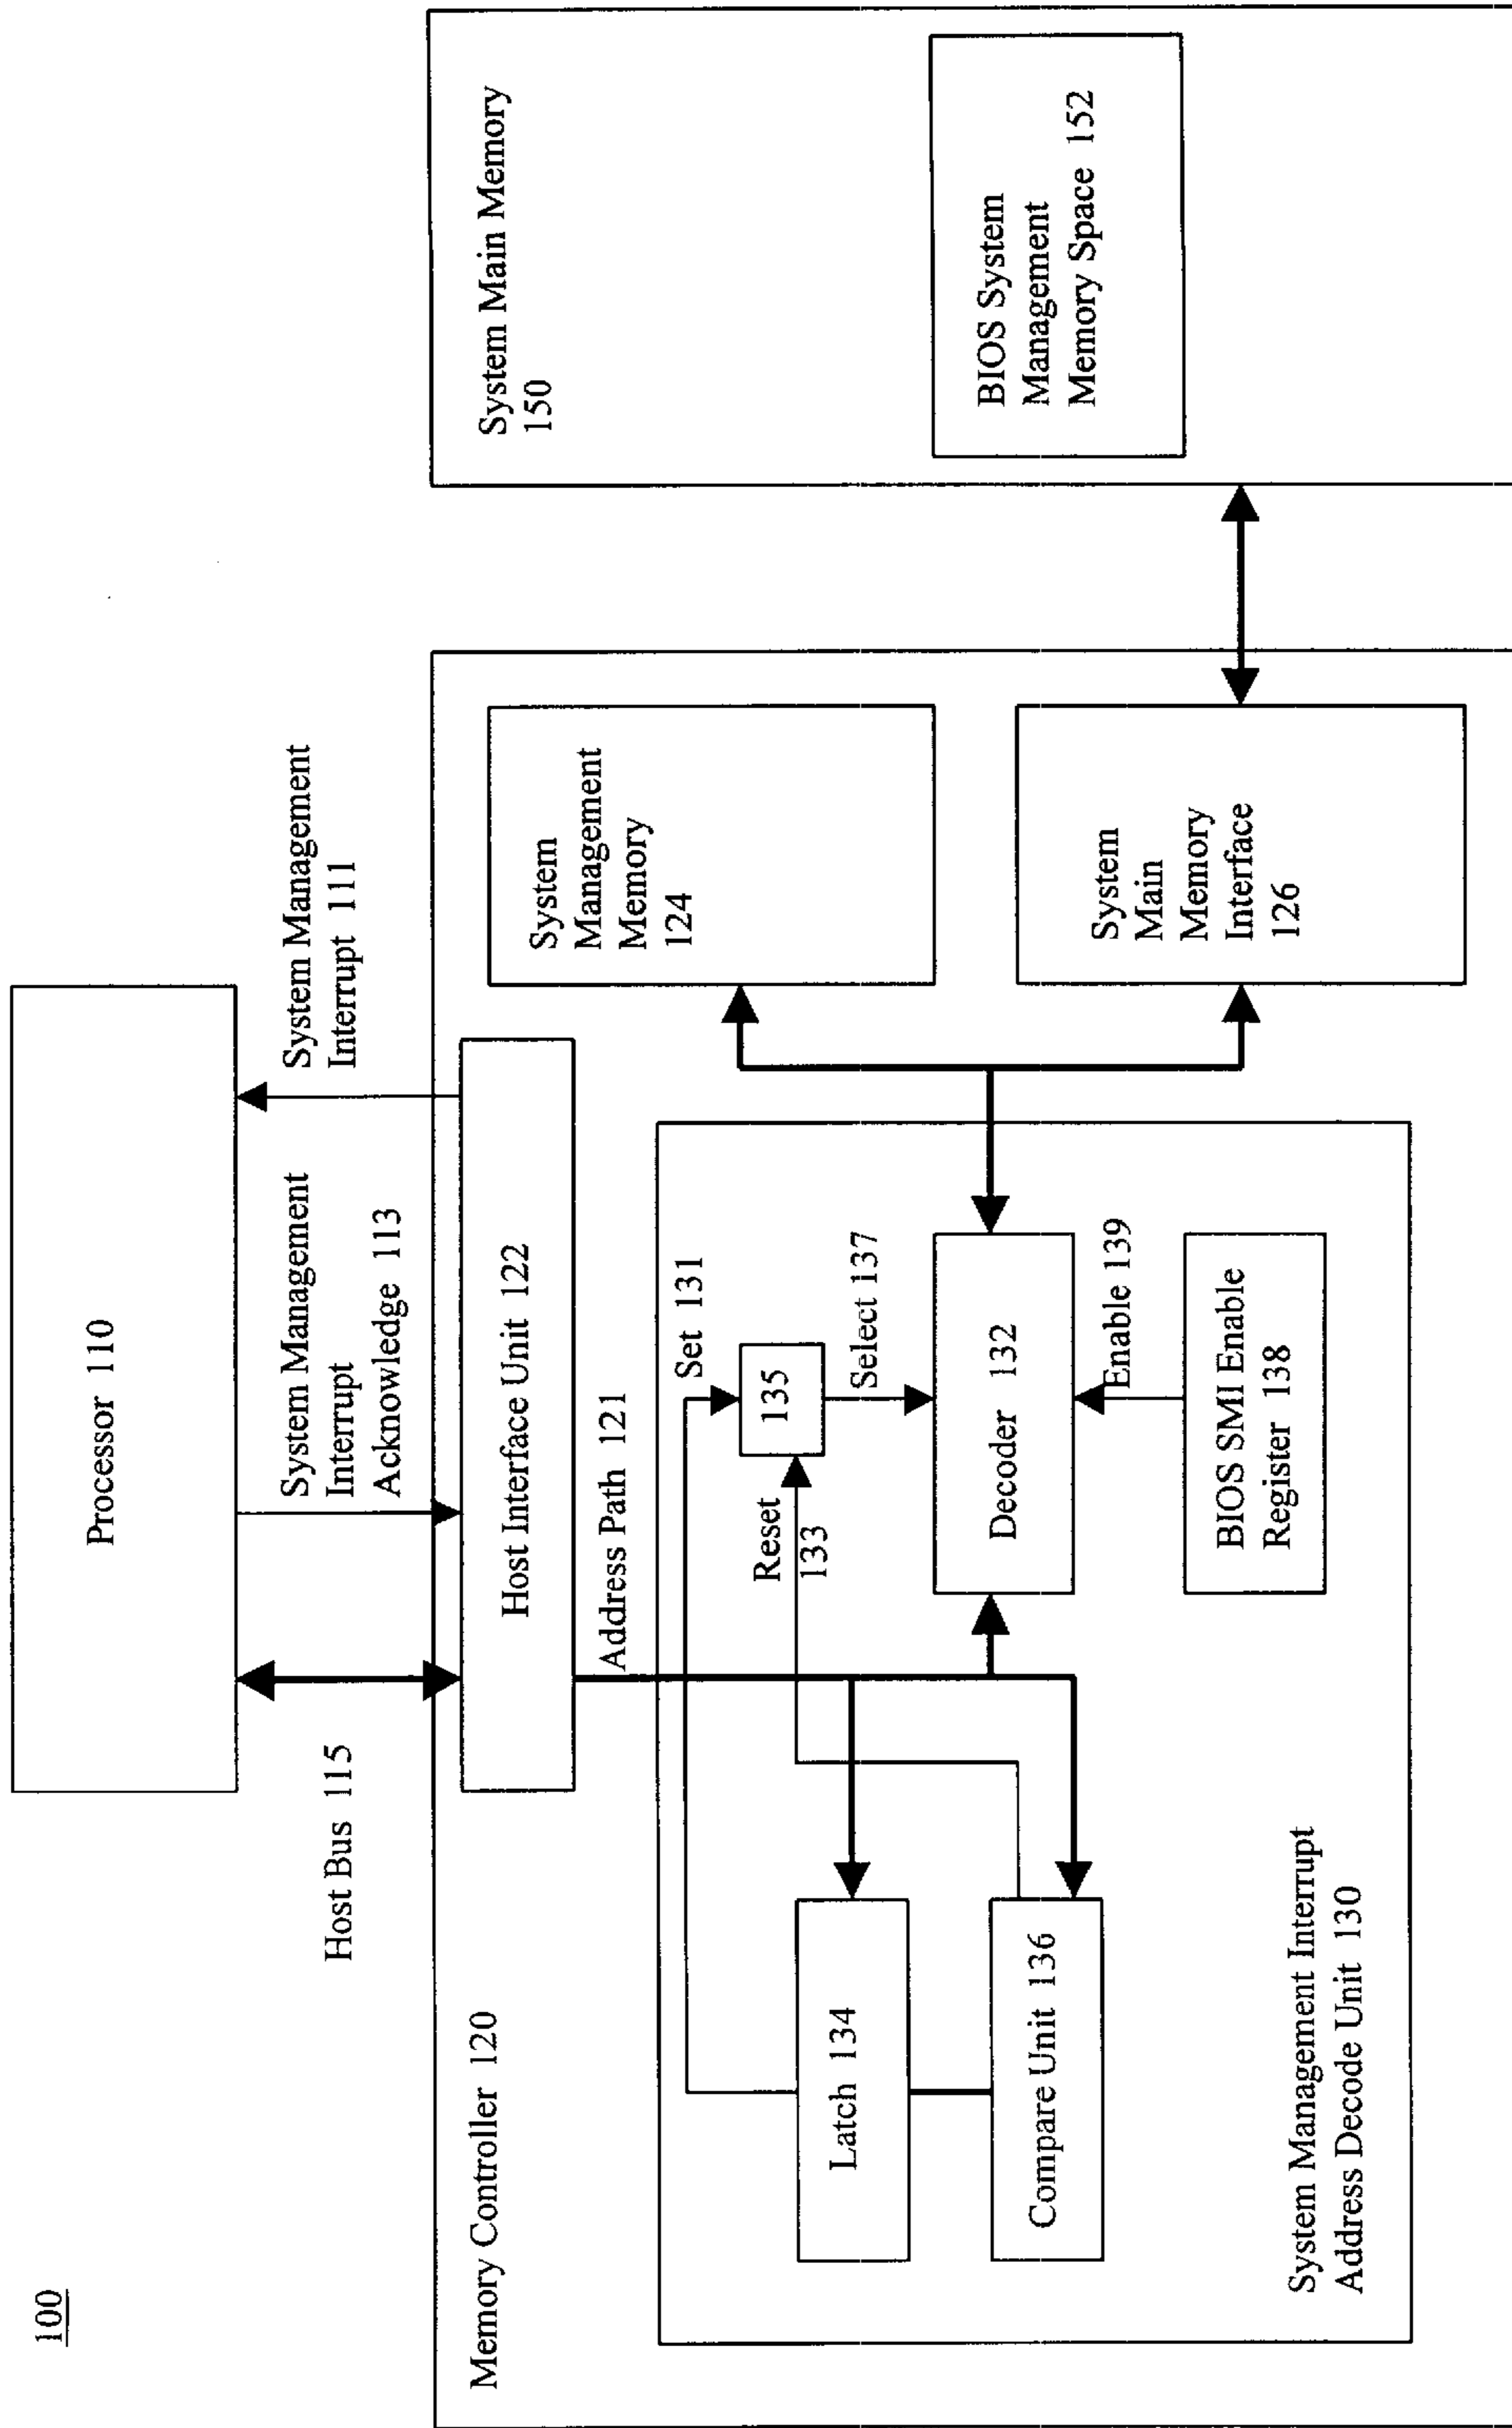 100
Processor 110
Host Bus 115
System Management
Interrupt
Acknowledge 113
System Management
Interrupt 111
Memory Controller 120
Host Interface Unit 122
Address Path 121
Set 131
Reset
133
135
Select 137
Latch 134
Decoder 132
Compare Unit 136
Enable 139
BIOS SMI Enable
Register 138
System Management Interrupt
Address Decode Unit 130
System
Management
Memory
124
System
Main
Memory
Interface
126
System Main Memory
150
BIOS System
Management
Memory Space 152